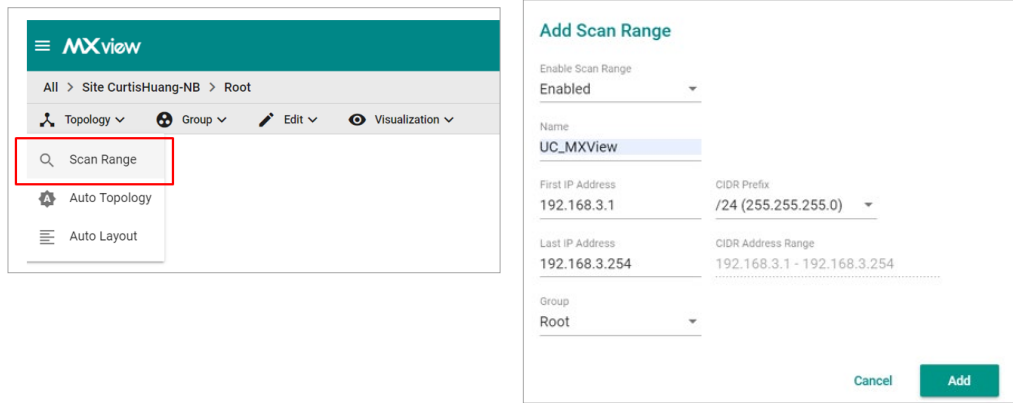 MXview
All > Site CurtisHuang-NB > Root
Topology Group Edit Visualization
Scan Range
Auto Topology
Auto Layout
Add Scan Range
Enable Scan Range
Enabled
Name
UC_MXView
First IP Address CIDR Prefix
192.168.3.1 /24 (255.255.255.0)
Last IP Address CIDR Address Range
192.168.3.254 192.168.3.1 - 192.168.3.254
Group
Root
Cancel Add